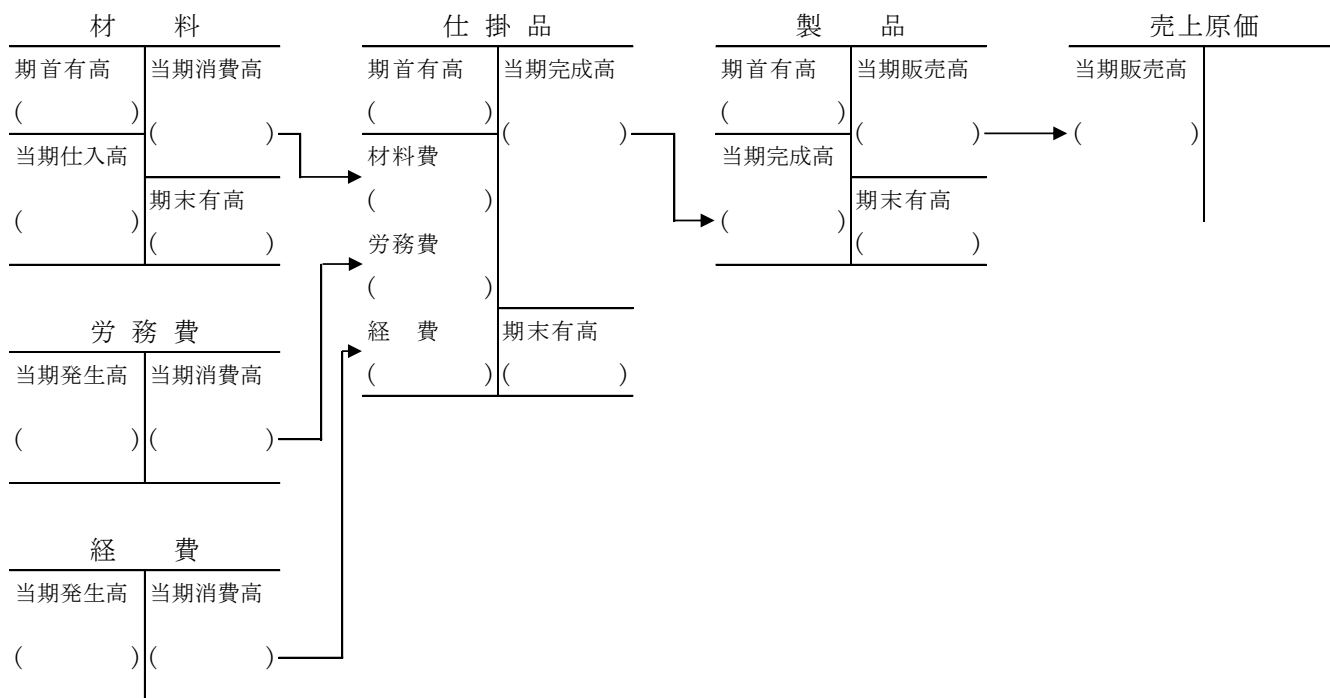 材　料
期首有高
(　)
当期仕入高
(　)
当期消費高
(　)
期末有高
(　)
労務費
当期発生高
(　)
当期消費高
(　)
経　費
当期発生高
(　)
当期消費高
(　)
仕掛品
期首有高
(　)
材料費
(　)
労務費
(　)
経　費
(　)
当期完成高
(　)
期末有高
(　)
製　品
期首有高
(　)
当期完成高
(　)
当期販売高
(　)
期末有高
(　)
売上原価
当期販売高
(　)